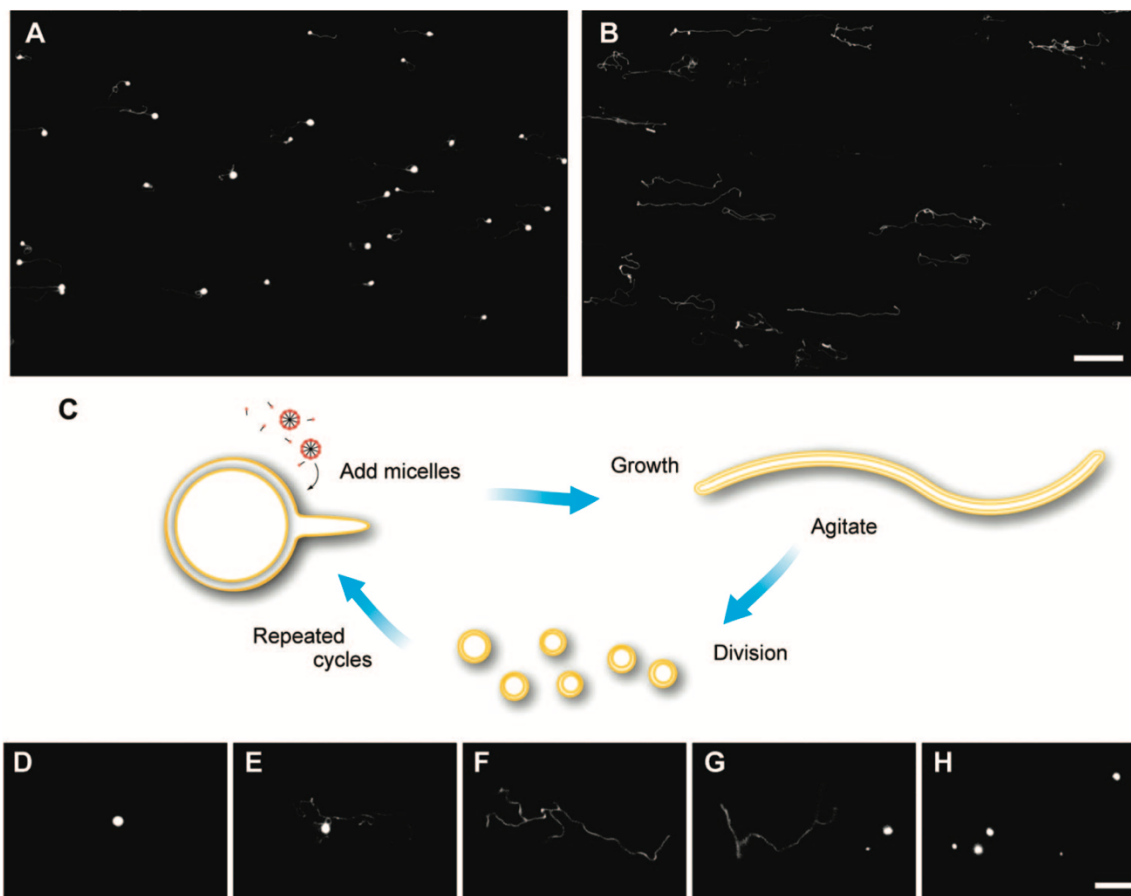 A
B
C
Add micelles
Growth
Agitate
Division
Repeated
cycles
D
E
F
G
H